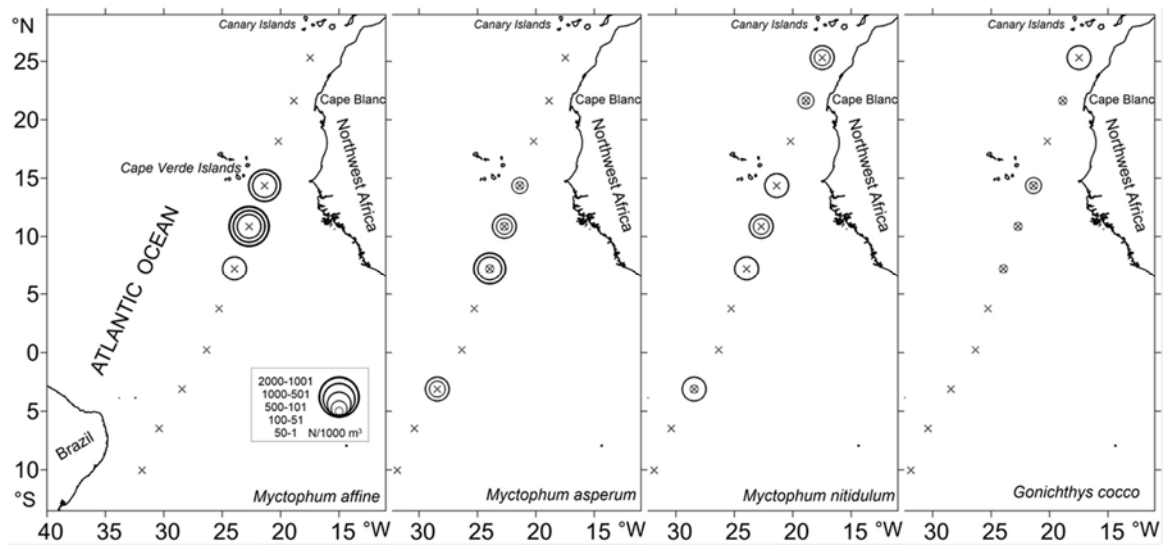 °N
25
20
15
10
5
0
5
10
°S
Canary Islands
Cape Blanc
Northwest Africa
Cape Verde Islands
ATLANTIC OCEAN
Brazil
2000-1001
1000-501
500-101
100-51
50-1 N/1000 m³
Myctophum affine
40 35 30 25 20 15 °W
Canary Islands
Cape Blanc
Northwest Africa
Myctophum asperum
30 25 20 15 °W
Canary Islands
Cape Blanc
Northwest Africa
Myctophum nitidulum
30 25 20 15 °W
Canary Islands
Cape Blanc
Northwest Africa
Gonichthys cocco
30 25 20 15 °W